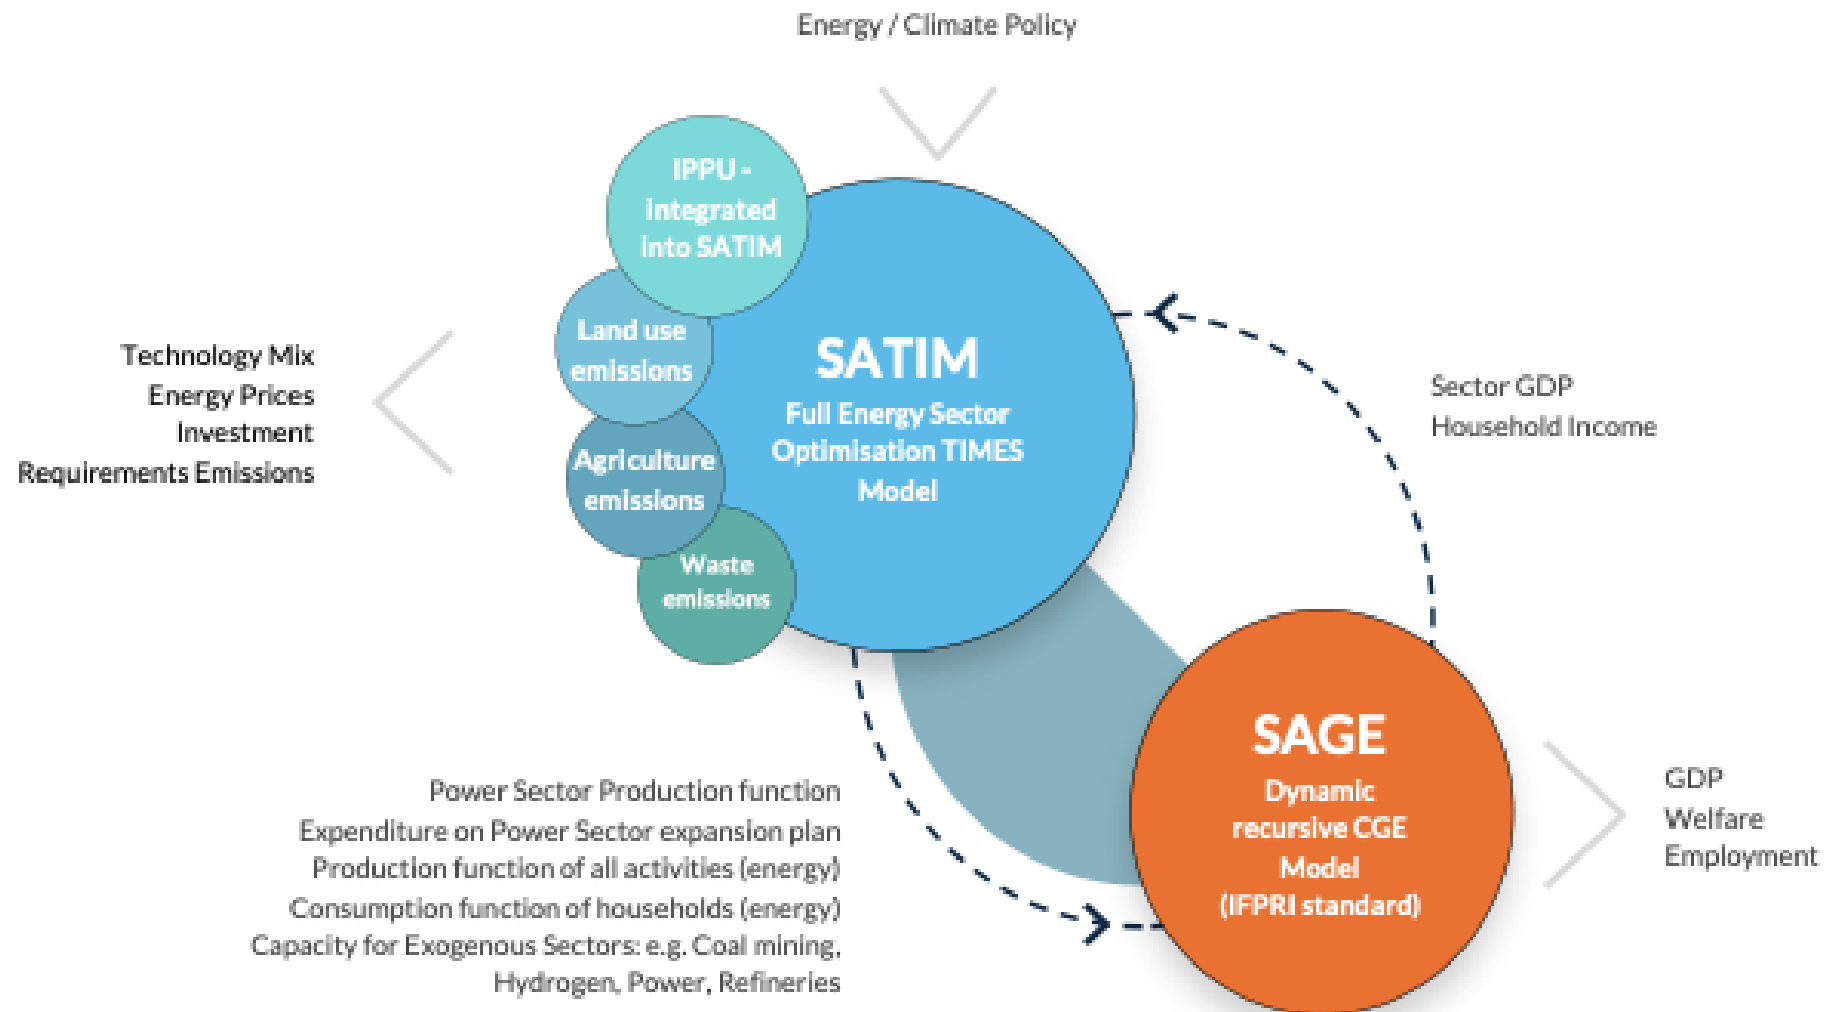 Energy / Climate Policy
IPPU -
integrated
into SATIM
Land use
emissions
Agriculture
emissions
Waste
emissions
SATIM
Full Energy Sector
Optimisation TIMES
Model
Technology Mix
Energy Prices
Investment
Requirements Emissions
Sector GDP
Household Income
Power Sector Production function
Expenditure on Power Sector expansion plan
Production function of all activities (energy)
Consumption function of households (energy)
Capacity for Exogenous Sectors: e.g. Coal mining,
Hydrogen, Power, Refineries
SAGE
Dynamic
recursive CGE
Model
(IFPRI standard)
GDP
Welfare
Employment